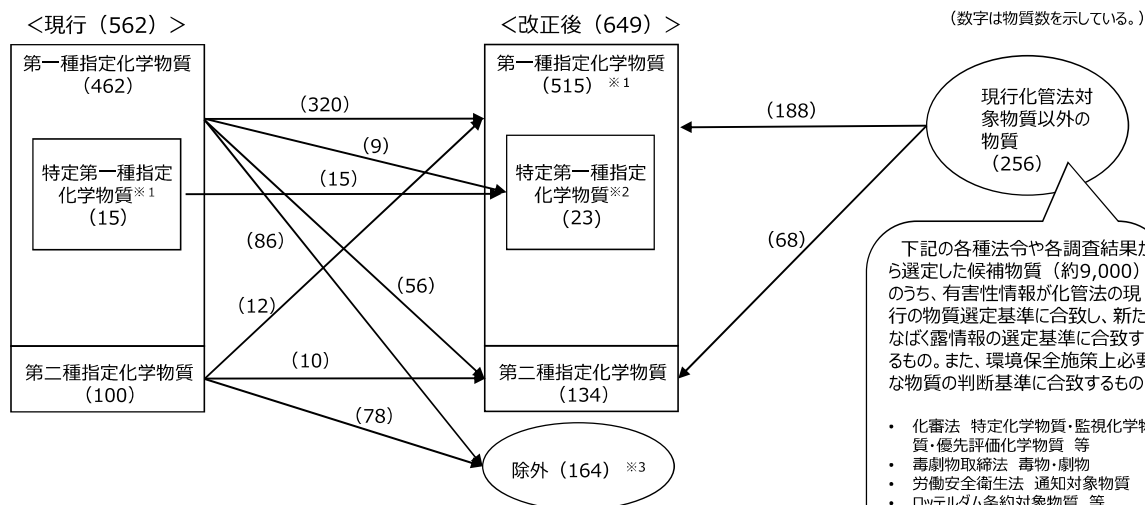 （数字は物質数を示している。）
＜現行（562）＞
第一種指定化学物質
（462）
特定第一種指定
化学物質※1
（15）
第二種指定化学物質
（100）
（320）
（9）
（15）
（86）
（56）
（12）
（10）
（78）
＜改正後（649）＞
第一種指定化学物質
（515）※1
特定第一種指定
化学物質※2
（23）
第二種指定化学物質
（134）
除外（164）※3
（188）
（68）
現行化管法対
象物質以外の
物質
（256）
下記の各種法令や各調査結果か
ら選定した候補物質（約9,000）
のうち、有害性情報が化管法の現
行の物質選定基準に合致し、新た
なばく露情報の選定基準に合致す
るもの。また、環境保全施策上必要
な物質の判断基準に合致するもの
・ 化審法 特定化学物質・監視化学物
質・優先評価化学物質 等
・ 毒劇物取締法 毒物・劇物
・ 労働安全衛生法 通知対象物質
・ ロッテルダム条約対象物質 等